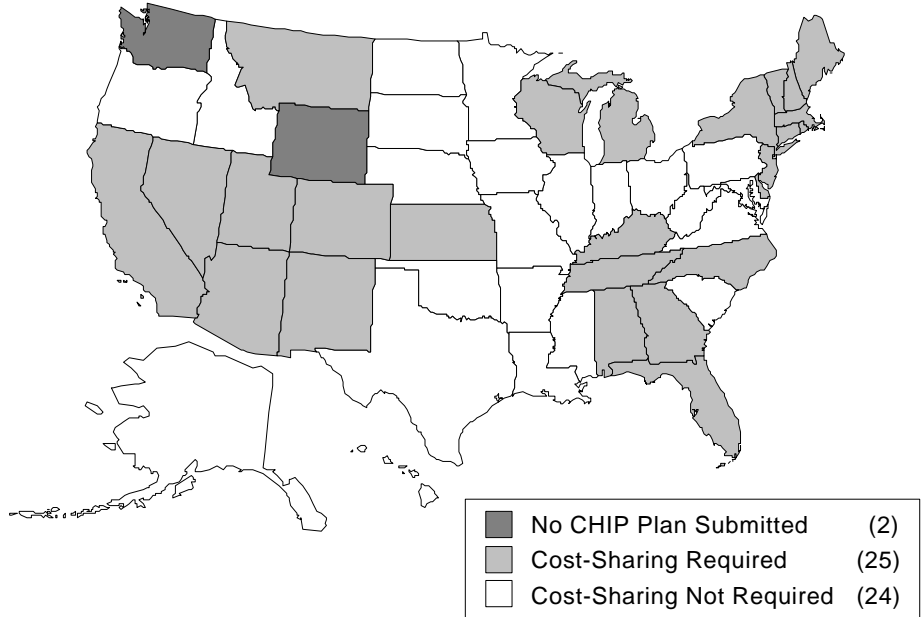 No CHIP Plan Submitted (2)
Cost-Sharing Required (25)
Cost-Sharing Not Required (24)